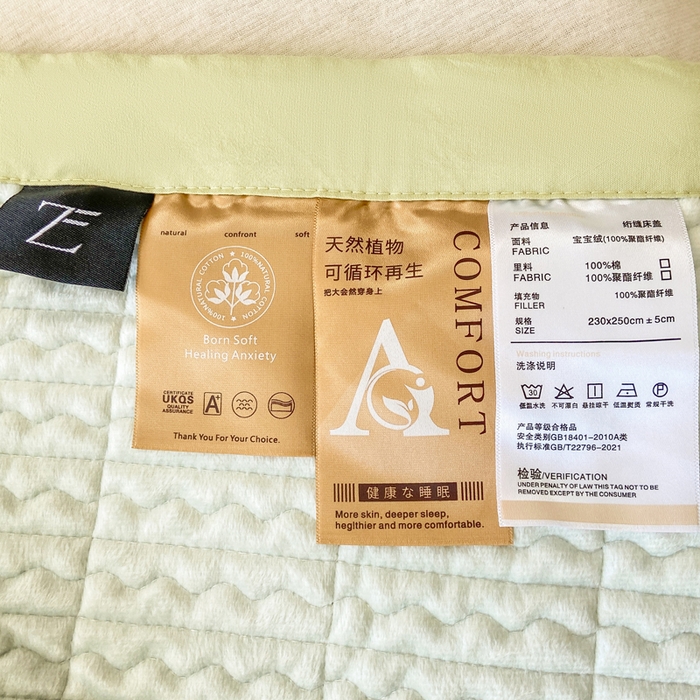 ZE
natural confront soft
100%NATURAL COTTON ★ 100%NATURAL COTTON ★
Born Soft
Healing Anxiety
CERTIFICATE
UKQS
QUALITY
ASSURANCE
A+
Thank You For Your Choice.
天然植物
可循环再生
把大会然穿身上
COMFORT
A
健康な睡眠
More skin, deeper sleep,
heglthier and more comfortable.
产品信息 绗缝床盖
面料 宝宝绒(100%聚酯纤维)
FABRIC
里料 100%棉 □
FABRIC 100%聚酯纤维 □
填充物 100%聚酯纤维
FILLER
规格 230x250cm±5cm
SIZE
Washing instructions
洗涤说明
30
低温水洗 不可漂白 悬挂晾干 低温熨烫 常规干洗
产品等级合格品
安全类别GB18401-2010A类
执行标准GB/T22796-2021
检验/VERIFICATION
UNDER PENALTY OF LAW THIS TAG NOT TO BE
REMOVED EXCEPT BY THE CONSUMER